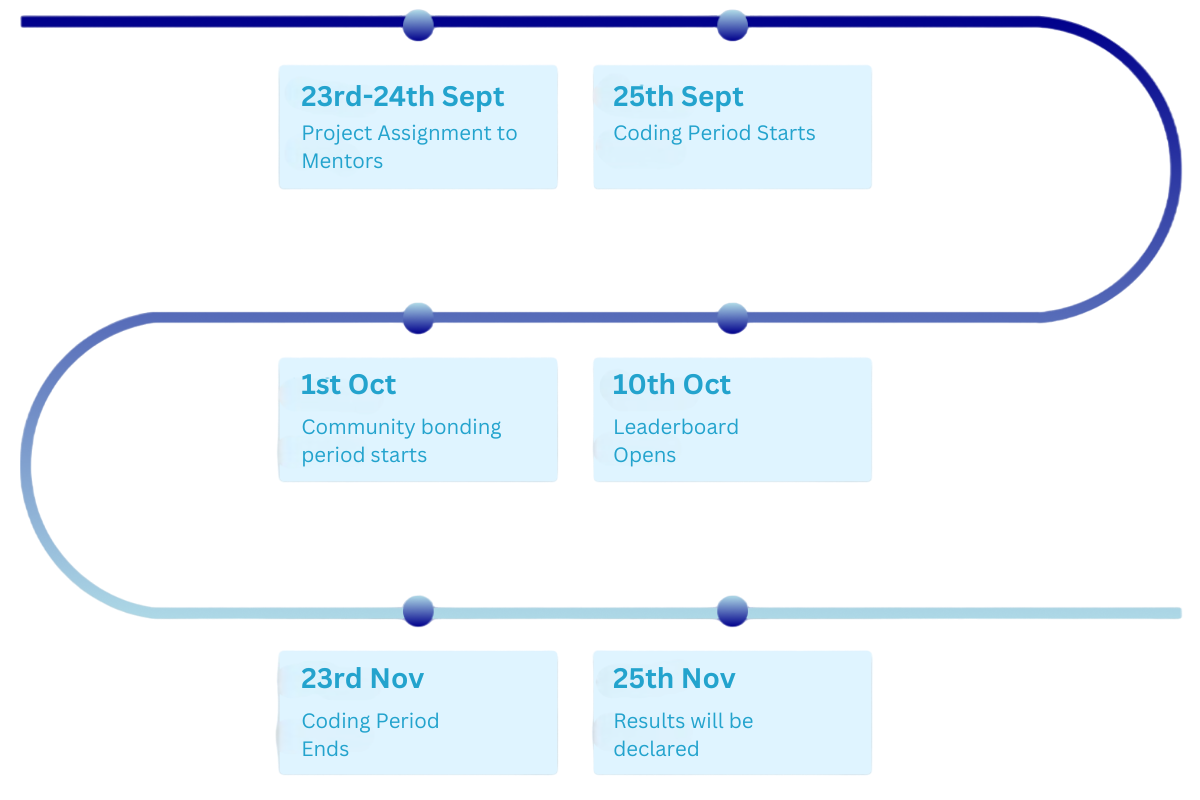 23rd-24th Sept
Project Assignment to
Mentors
25th Sept
Coding Period Starts
1st Oct
Community bonding
period starts
10th Oct
Leaderboard
Opens
23rd Nov
Coding Period
Ends
25th Nov
Results will be
declared